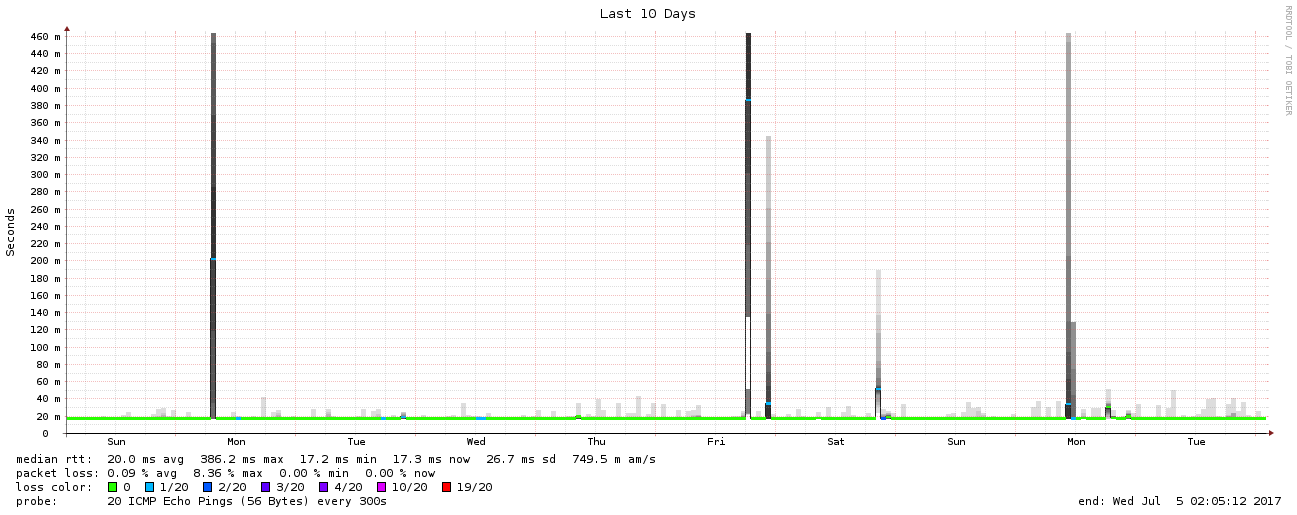 Last 10 Days
RRDTOOL / TOBI OETIKER
Seconds
460 m
440 m
420 m
400 m
380 m
360 m
340 m
320 m
300 m
280 m
260 m
240 m
220 m
200 m
180 m
160 m
140 m
120 m
100 m
80 m
60 m
40 m
20 m
0
Sun Mon Tue Wed Thu Fri Sat Sun Mon Tue
median rtt: 20.0 ms avg 386.2 ms max 17.2 ms min 17.3 ms now 26.7 ms sd 749.5 m am/s
packet loss: 0.09 % avg 8.36 % max 0.00 % min 0.00 % now
loss color: 0 1/20 2/20 3/20 4/20 10/20 19/20
probe: 20 ICMP Echo Pings (56 Bytes) every 300s end: Wed Jul 5 02:05:12 2017